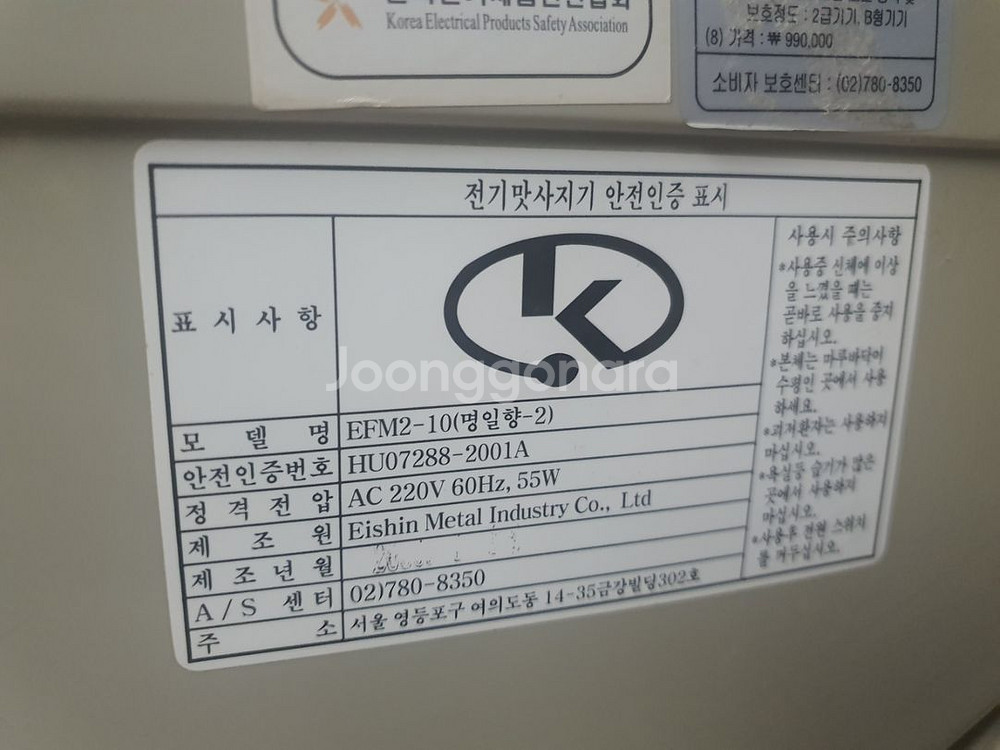 Korea Electrical Products Safety Association
보호정도 : 2급기기, B형기기
(8) 가격 : ₩ 990,000
소비자 보호센터 : (02)780-8350
전기맛사지기 안전인증 표시
표시사항
모델명 EFM2-10(명일향-2)
안전인증번호 HU07288-2001A
정격전압 AC 220V 60Hz, 55W
제조원 Eishin Metal Industry Co., Ltd
제조년월
A/S 센터 02)780-8350
주소 서울 영등포구 여의도동 14-35금강빌딩302호
사용시 주의사항
*사용중 신체에 이상
을 느꼈을 때는
곧바로 사용을 중지
하십시오.
*본체는 마루바닥이
수평인 곳에서 사용
하세요.
*괴저환자는 사용하지
마십시오.
*욕실등 습기가 많은
곳에서 사용하지
마십시오.
*사용후 전원 스위치
를 꺼두십시오.
Joonggonara